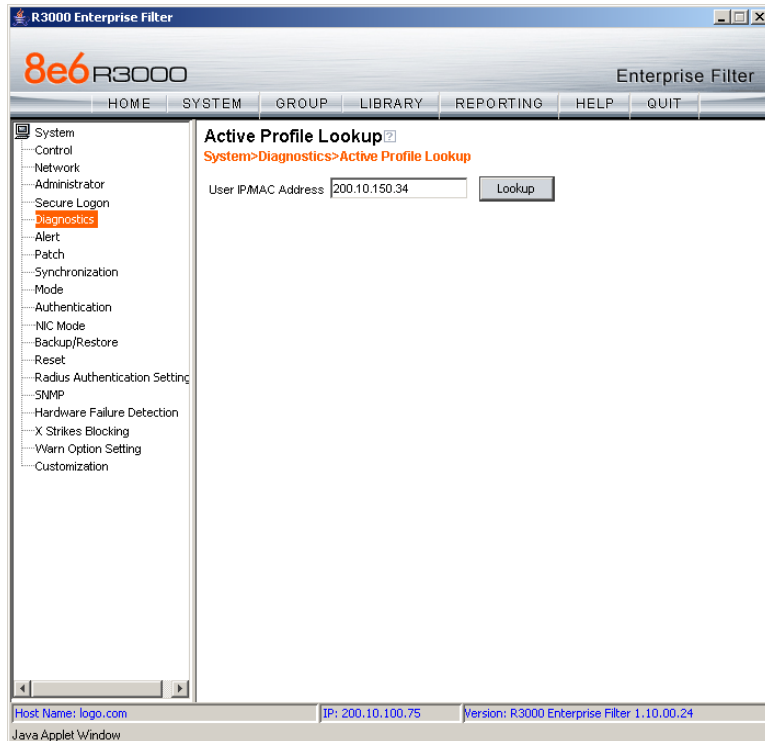 R3000 Enterprise Filter
8e6 R3000
Enterprise Filter
HOME SYSTEM GROUP LIBRARY REPORTING HELP QUIT
System
Control
Network
Administrator
Secure Logon
Diagnostics
Alert
Patch
Synchronization
Mode
Authentication
NIC Mode
Backup/Restore
Reset
Radius Authentication Setting
SNMP
Hardware Failure Detection
X Strikes Blocking
Warn Option Setting
Customization
Active Profile Lookup?
System>Diagnostics>Active Profile Lookup
User IP/MAC Address 200.10.150.34 Lookup
Host Name: logo.com IP: 200.10.100.75 Version: R3000 Enterprise Filter 1.10.00.24
Java Applet Window